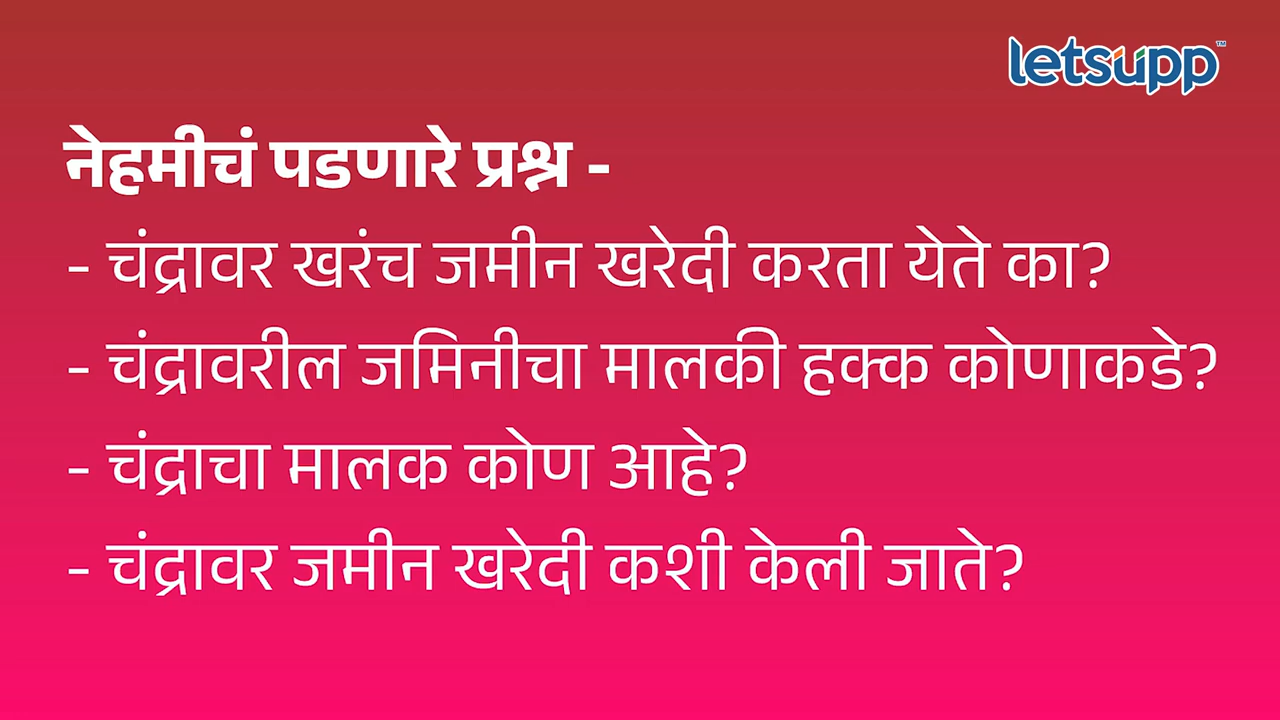 letsupp™
नेहमीचं पडणारे प्रश्न -
- चंद्रावर खरंच जमीन खरेदी करता येते का?
- चंद्रावरील जमिनीचा मालकी हक्क कोणाकडे?
- चंद्राचा मालक कोण आहे?
- चंद्रावर जमीन खरेदी कशी केली जाते?